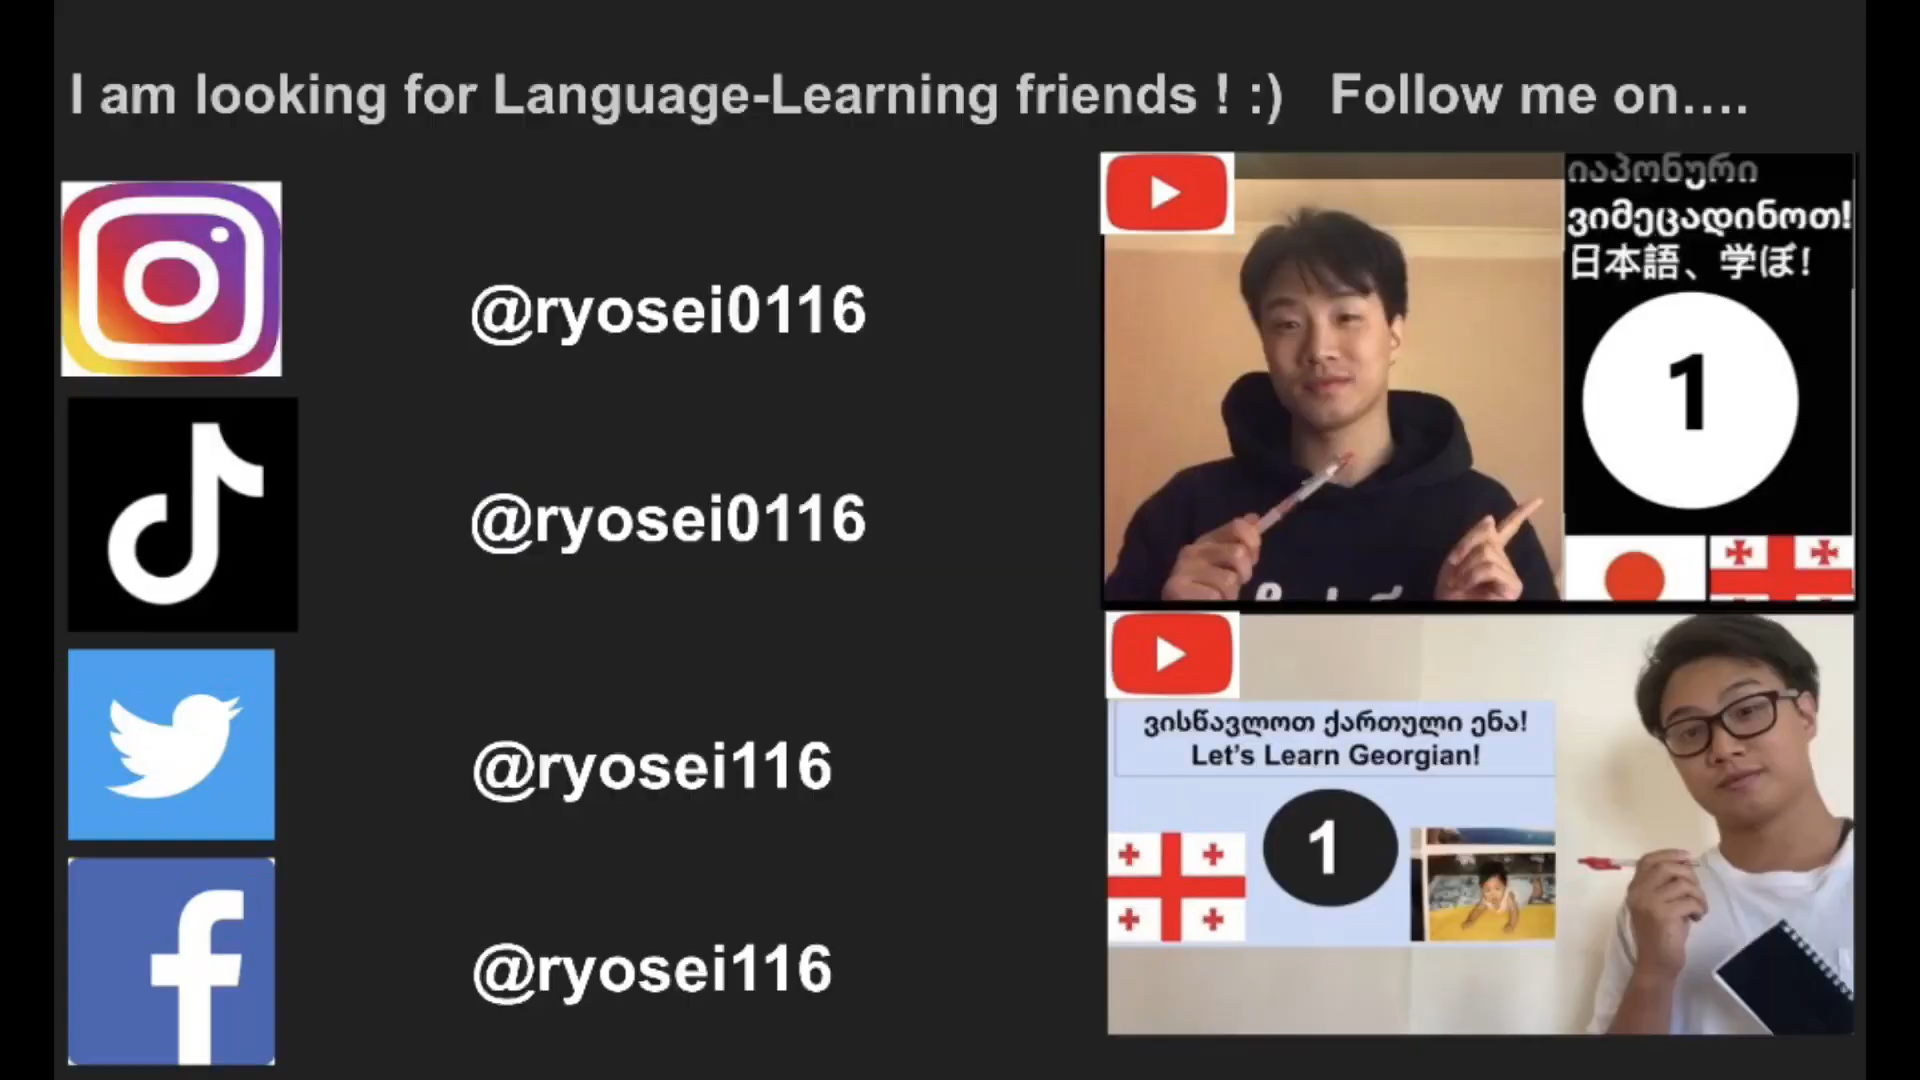 I am looking for Language-Learning friends ! :) Follow me on....
@ryosei0116
@ryosei0116
@ryosei116
@ryosei116
იაპონური
ვიმეცადინოთ!
日本語、学ぼ!
1
ვისწავლოთ ქართული ენა!
Let's Learn Georgian!
1